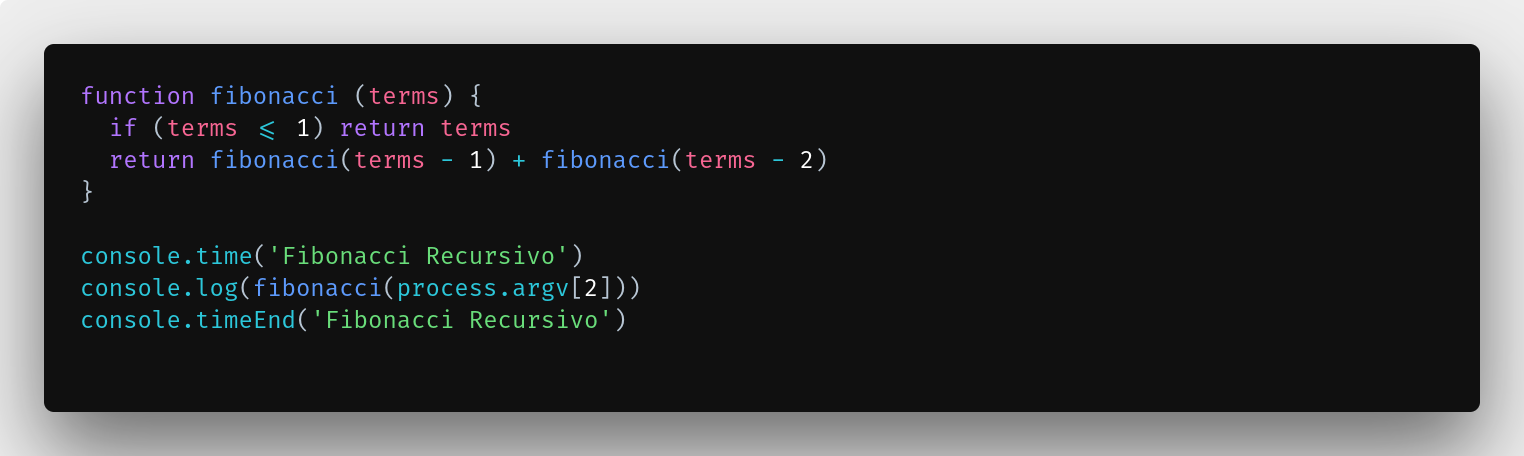 function fibonacci (terms) {
  if (terms <= 1) return terms
  return fibonacci(terms - 1) + fibonacci(terms - 2)
}

console.time('Fibonacci Recursivo')
console.log(fibonacci(process.argv[2]))
console.timeEnd('Fibonacci Recursivo')